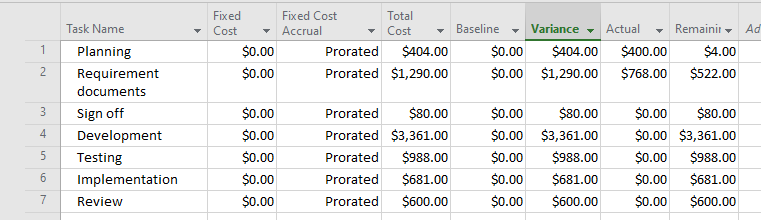 Task Name Fixed Cost Fixed Cost Accrual Total Cost Baseline Variance Actual Remainii Ad
1 Planning $0.00 Prorated $404.00 $0.00 $404.00 $400.00 $4.00
2 Requirement $0.00 Prorated $1,290.00 $0.00 $1,290.00 $768.00 $522.00
documents
3 Sign off $0.00 Prorated $80.00 $0.00 $80.00 $0.00 $80.00
4 Development $0.00 Prorated $3,361.00 $0.00 $3,361.00 $0.00 $3,361.00
5 Testing $0.00 Prorated $988.00 $0.00 $988.00 $0.00 $988.00
6 Implementation $0.00 Prorated $681.00 $0.00 $681.00 $0.00 $681.00
7 Review $0.00 Prorated $600.00 $0.00 $600.00 $0.00 $600.00